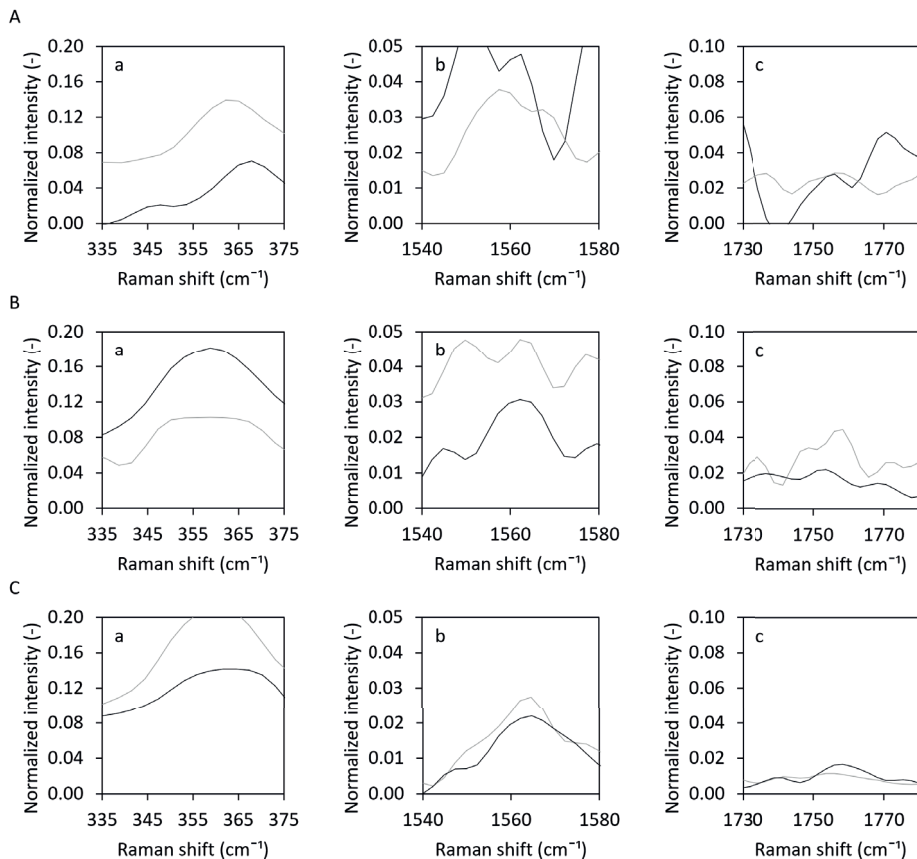 A
Normalized intensity (-)
0.20
0.16
0.12
0.08
0.04
0.00
a
335 345 355 365 375
Raman shift (cm⁻¹)
Normalized intensity (-)
0.05
0.04
0.03
0.02
0.01
0.00
b
1540 1560 1580
Raman shift (cm⁻¹)
Normalized intensity (-)
0.10
0.08
0.06
0.04
0.02
0.00
c
1730 1750 1770
Raman shift (cm⁻¹)
B
Normalized intensity (-)
0.20
0.16
0.12
0.08
0.04
0.00
a
335 345 355 365 375
Raman shift (cm⁻¹)
Normalized intensity (-)
0.05
0.04
0.03
0.02
0.01
0.00
b
1540 1560 1580
Raman shift (cm⁻¹)
Normalized intensity (-)
0.10
0.08
0.06
0.04
0.02
0.00
c
1730 1750 1770
Raman shift (cm⁻¹)
C
Normalized intensity (-)
0.20
0.16
0.12
0.08
0.04
0.00
a
335 345 355 365 375
Raman shift (cm⁻¹)
Normalized intensity (-)
0.05
0.04
0.03
0.02
0.01
0.00
b
1540 1560 1580
Raman shift (cm⁻¹)
Normalized intensity (-)
0.10
0.08
0.06
0.04
0.02
0.00
c
1730 1750 1770
Raman shift (cm⁻¹)